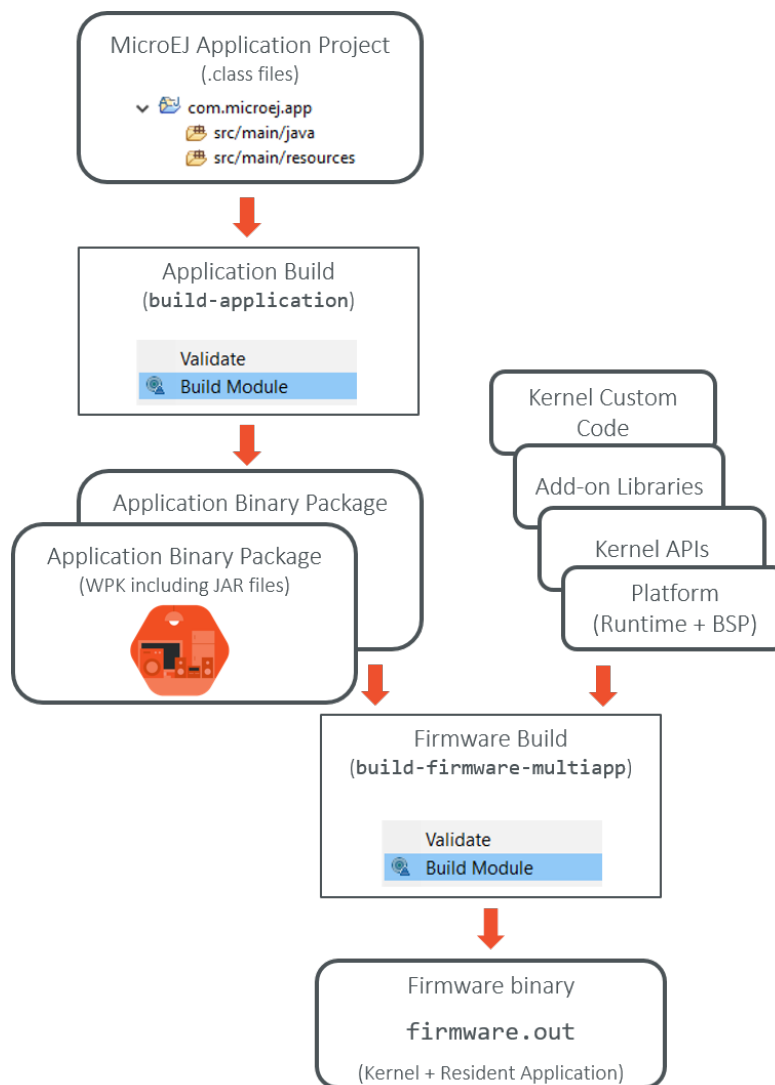 MicroEJ Application Project
(.class files)
com.microej.app
src/main/java
src/main/resources
Application Build
(build-application)
Validate
Build Module
Kernel Custom
Code
Add-on Libraries
Kernel APIs
Platform
(Runtime + BSP)
Application Binary Package
Application Binary Package
(WPK including JAR files)
Firmware Build
(build-firmware-multiapp)
Validate
Build Module
Firmware binary
firmware.out
(Kernel + Resident Application)